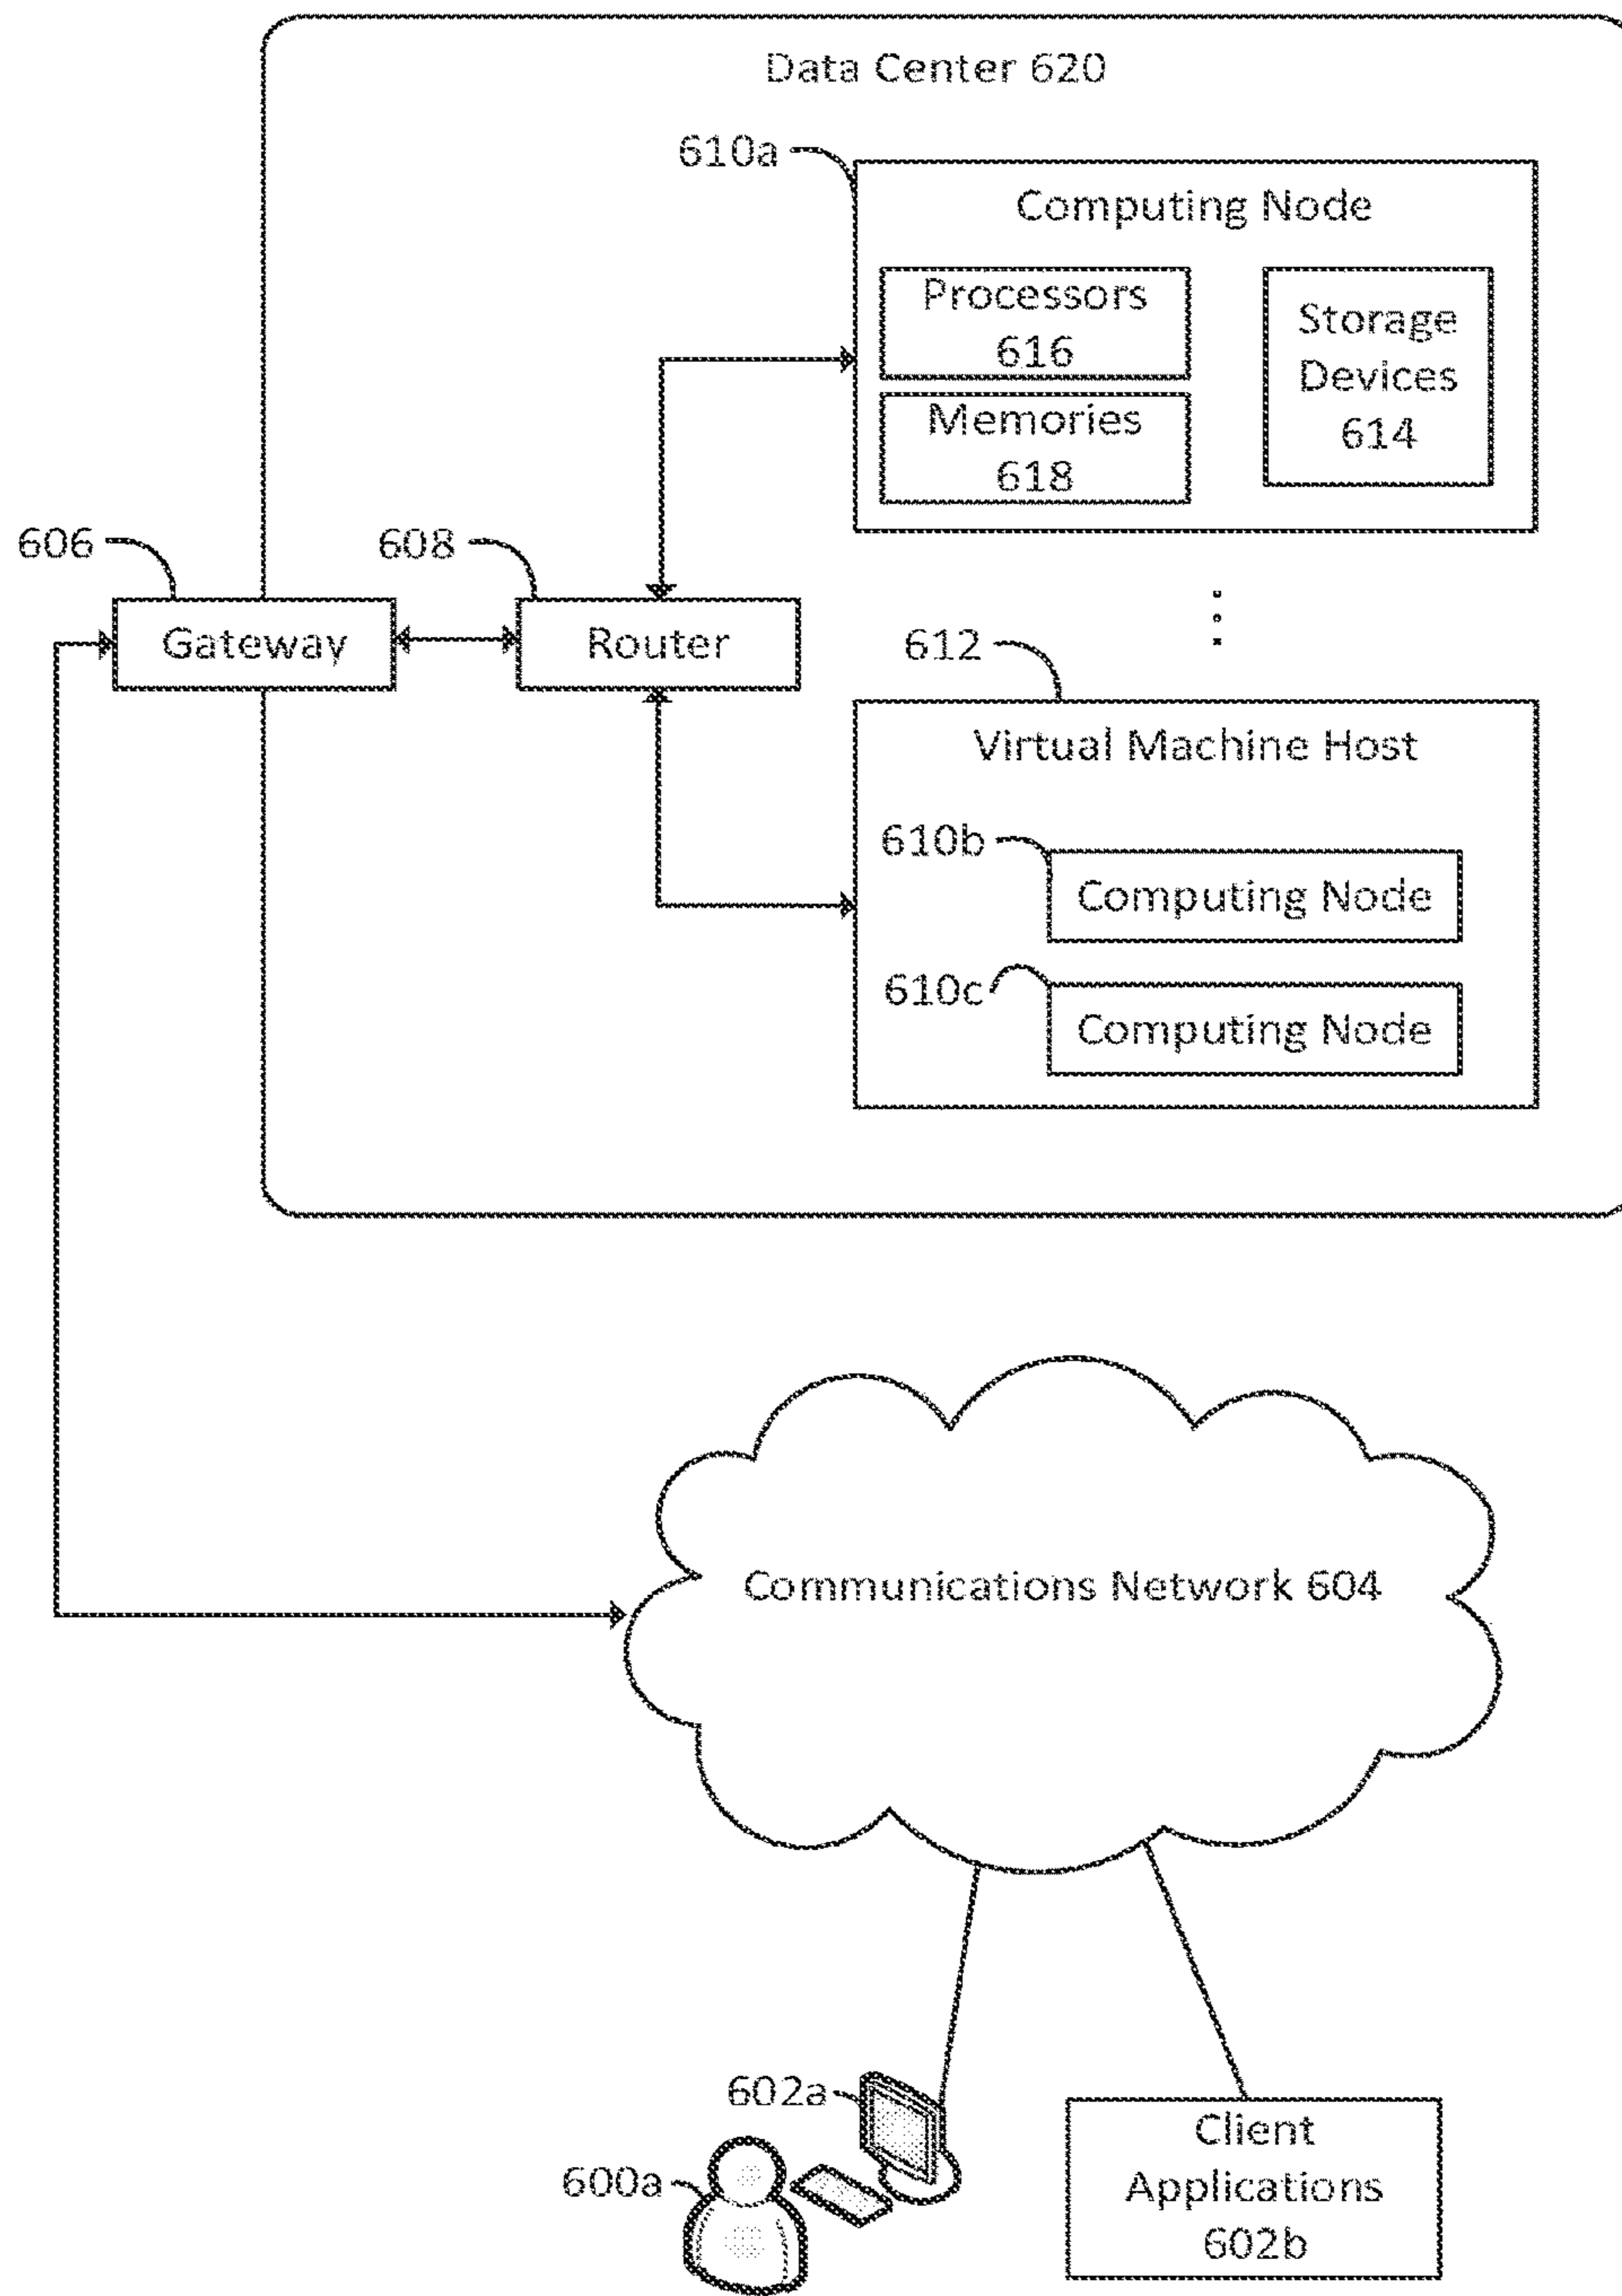 Data Center 620
610a
Computing Node
Processors
616
Storage
Devices
614
Memories
618
606
608
Gateway
Router
612
Virtual Machine Host
610b
Computing Node
610c
Computing Node
Communications Network 604
602a
600a
Client
Applications
602b